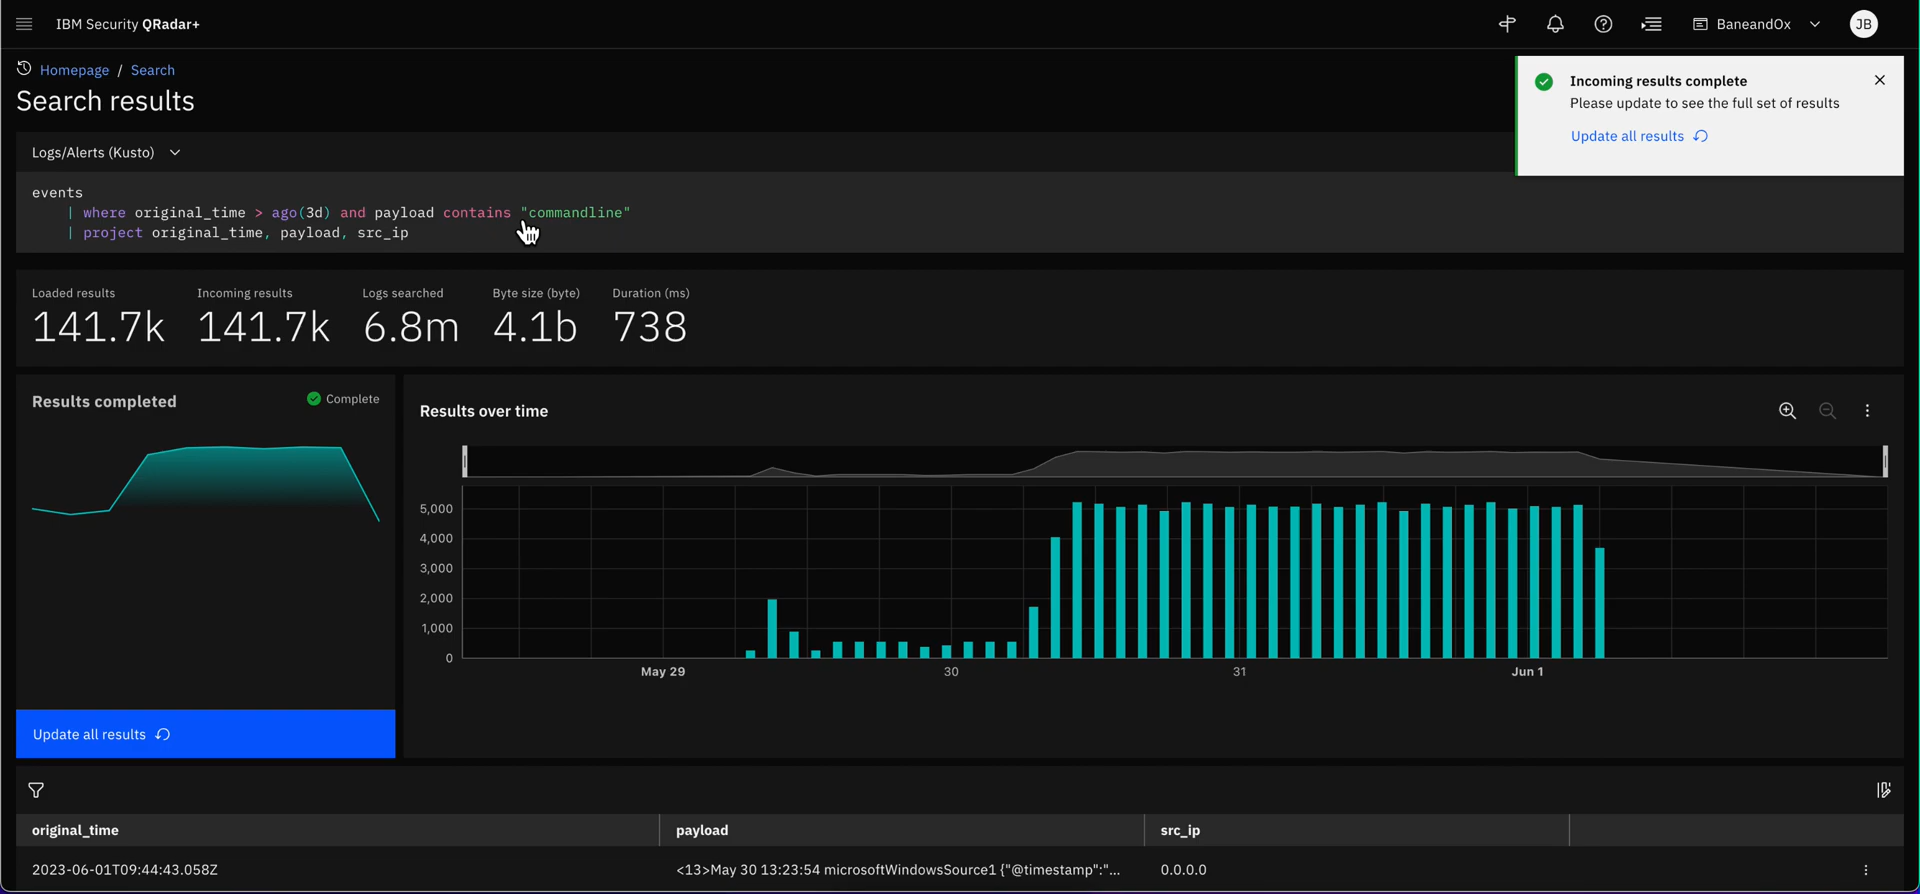 IBM Security QRadar+
BaneandOx
JB
Homepage / Search
Search results
Incoming results complete
Please update to see the full set of results
Update all results
Logs/Alerts (Kusto)
events
| where original_time > ago(3d) and payload contains "commandline"
| project original_time, payload, src_ip
Loaded results
141.7k
Incoming results
141.7k
Logs searched
6.8m
Byte size (byte)
4.1b
Duration (ms)
738
Results completed
Complete
Update all results
Results over time
5,000
4,000
3,000
2,000
1,000
0
May 29
30
31
Jun 1
original_time payload src_ip
2023-06-01T09:44:43.058Z <13>May 30 13:23:54 microsoftWindowsSource1 {"@timestamp":"... 0.0.0.0